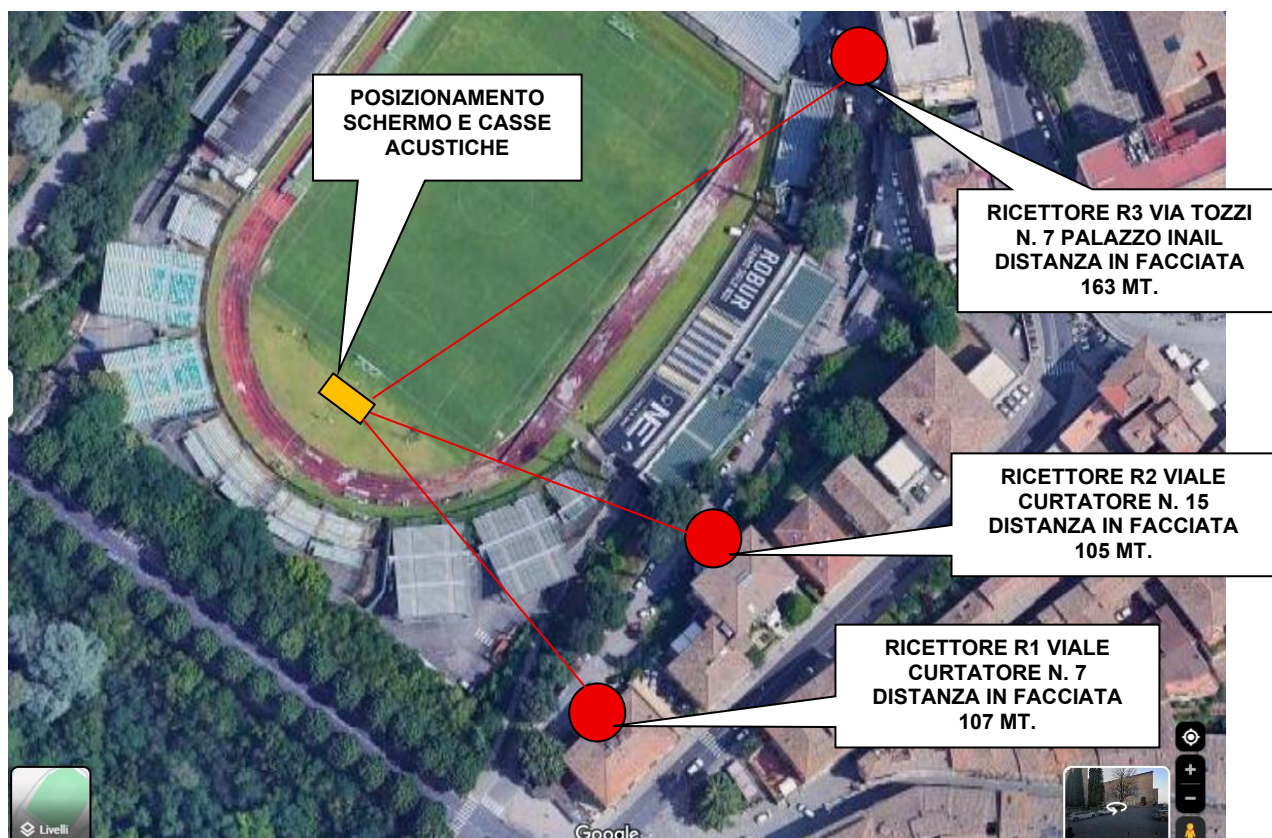 POSIZIONAMENTO
SCHERMO E CASSE
ACUSTICHE
RICETTORE R3 VIA TOZZI
N. 7 PALAZZO INAIL
DISTANZA IN FACCIATA
163 MT.
ROBUR
RICETTORE R2 VIALE
CURTATORE N. 15
DISTANZA IN FACCIATA
105 MT.
RICETTORE R1 VIALE
CURTATORE N. 7
DISTANZA IN FACCIATA
107 MT.
Livelli
Google